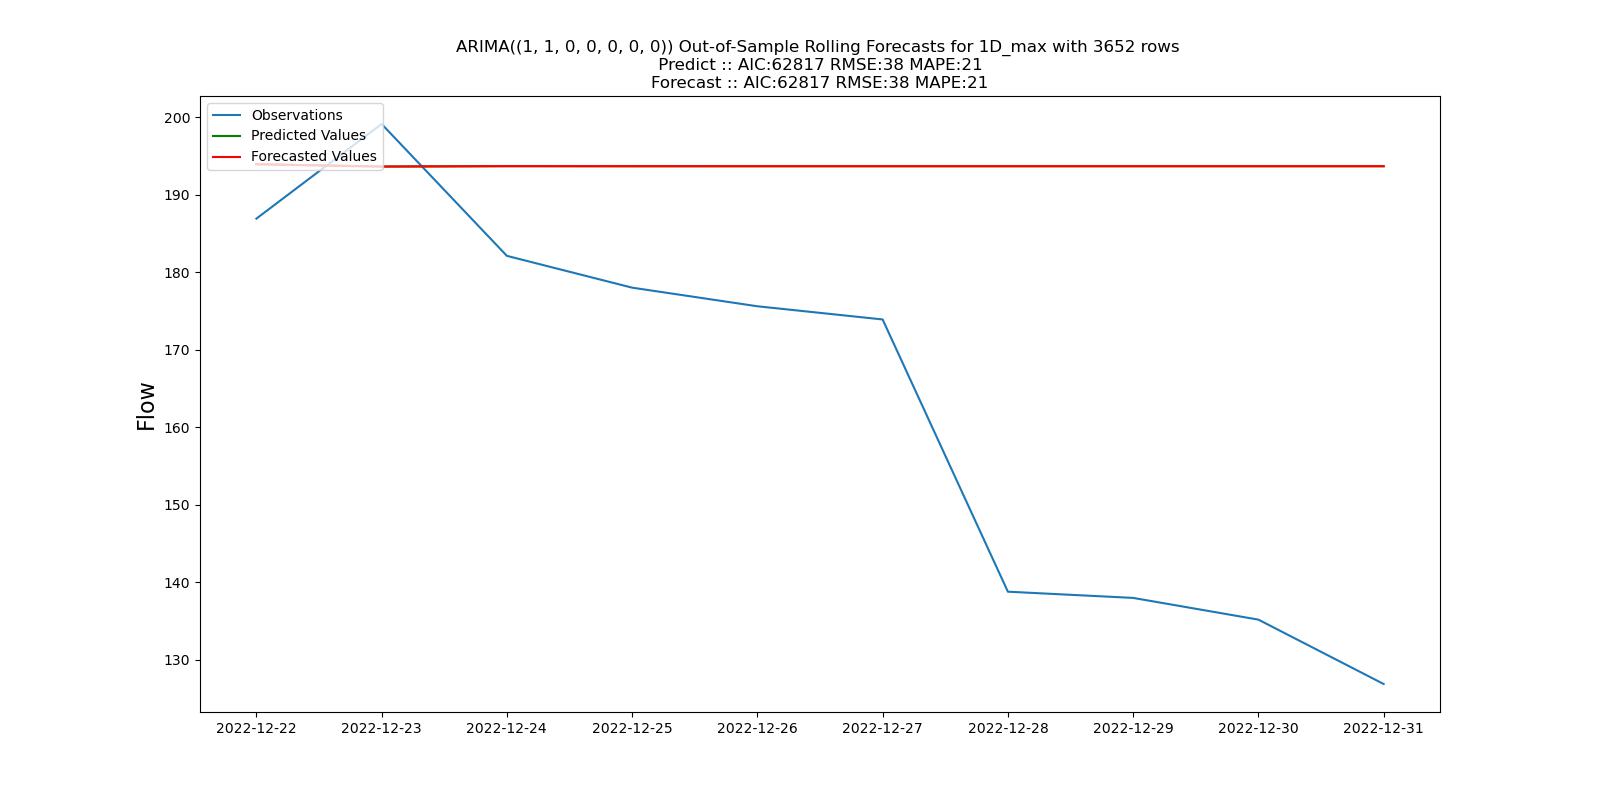 ARIMA((1, 1, 0, 0, 0, 0, 0)) Out-of-Sample Rolling Forecasts for 1D_max with 3652 rows
Predict :: AIC:62817 RMSE:38 MAPE:21
Forecast :: AIC:62817 RMSE:38 MAPE:21
Observations
Predicted Values
Forecasted Values
200
190
180
170
160
150
140
130
Flow
2022-12-22 2022-12-23 2022-12-24 2022-12-25 2022-12-26 2022-12-27 2022-12-28 2022-12-29 2022-12-30 2022-12-31